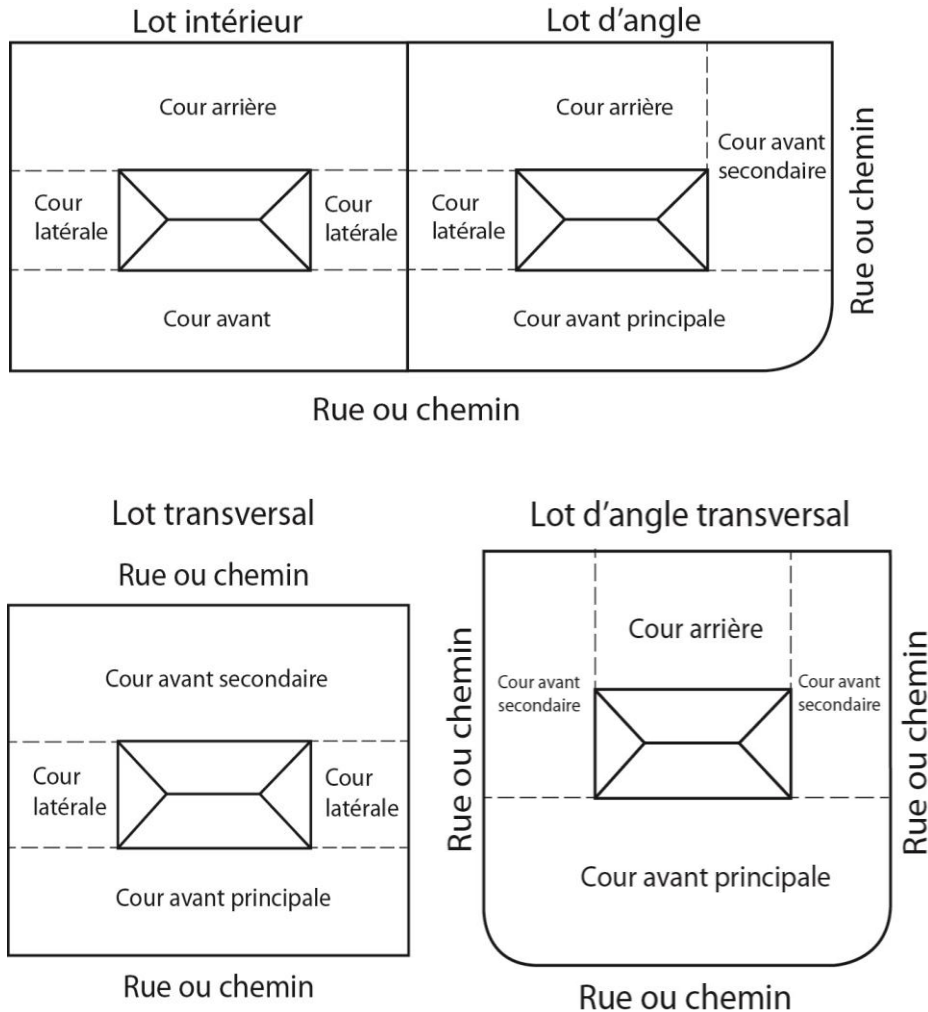 Lot intérieur
Lot d'angle
Cour arrière
Cour arrière
Cour avant
secondaire
Cour
latérale
Cour
latérale
Cour
latérale
Cour avant
Cour avant principale
Rue ou chemin
Rue ou chemin
Lot transversal
Rue ou chemin
Cour avant secondaire
Cour
latérale
Cour
latérale
Cour avant principale
Rue ou chemin
Lot d'angle transversal
Rue ou chemin
Cour arrière
Cour avant
secondaire
Cour avant
secondaire
Rue ou chemin
Cour avant principale
Rue ou chemin